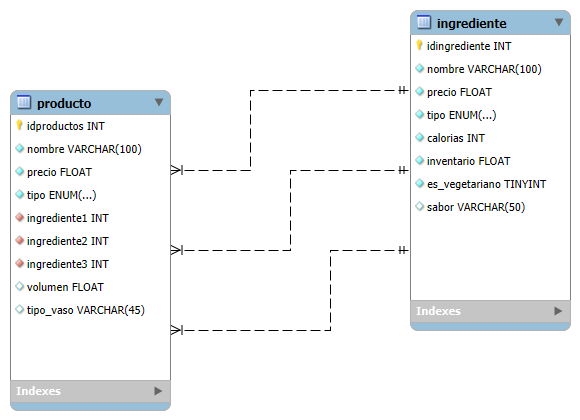 producto
idproductos INT
nombre VARCHAR(100)
precio FLOAT
tipo ENUM(...)
ingrediente1 INT
ingrediente2 INT
ingrediente3 INT
volumen FLOAT
tipo_vaso VARCHAR(45)
Indexes
ingrediente
idingrediente INT
nombre VARCHAR(100)
precio FLOAT
tipo ENUM(...)
calorias INT
inventario FLOAT
es_vegetariano TINYINT
sabor VARCHAR(50)
Indexes